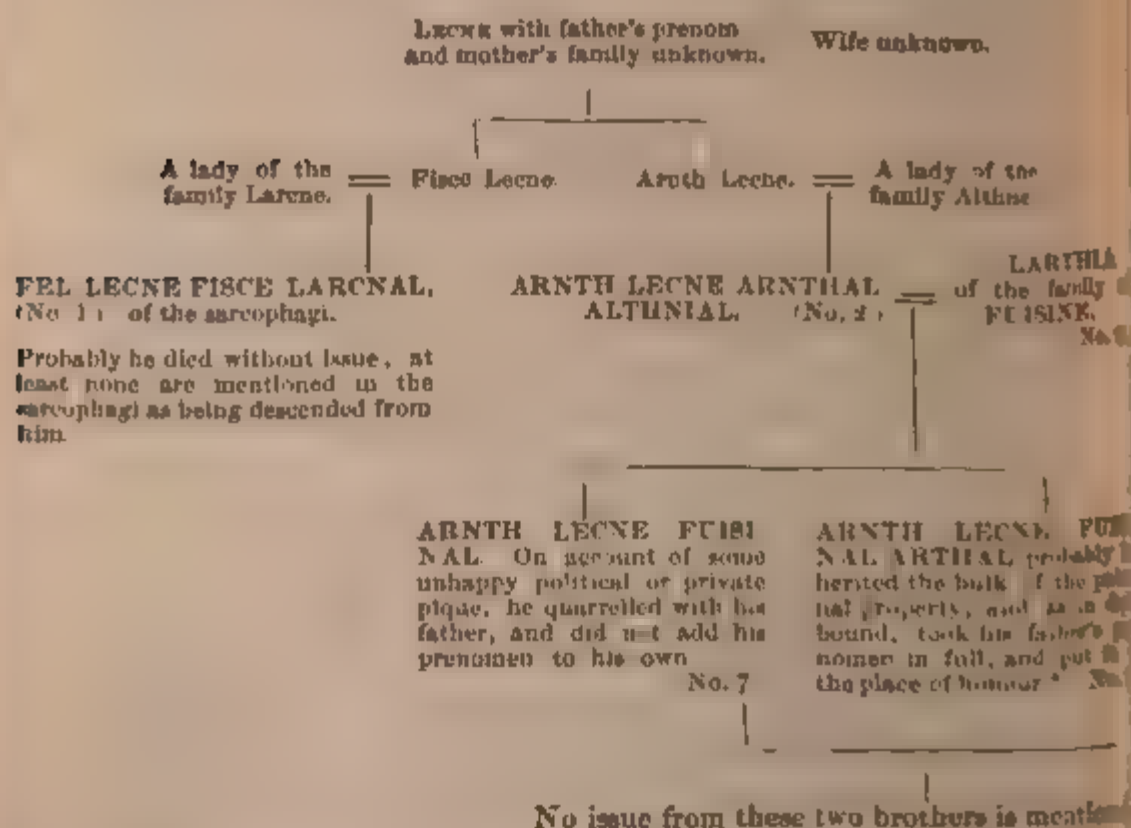 LECNE with father's prenom
and mother's family unknown.
Wife unknown.
A lady of the
family Larcne.
Fisce Lecne.
Arnth Lecne.
A lady of the
family Althne
FEL LECNE FISCE LARCNAL,
(No 1) of the sarcophagi.
Probably he died without issue, at
least none are mentioned in the
sarcophagi as being descended from
him
ARNTH LECNE ARNTHAL
ALTHNIAL. (No. 2)
LARTHIA
of the family
FUISINE.
ARNTH LECNE FUISI
NAL. On account of some
unhappy political or private
pique, he quarrelled with his
father, and did not add his
prenomen to his own
No. 7
ARNTH LECNE
NAL ARTHAL probably
herited the bulk of the
nal property, and as in
bound, took his father's
nomen in full, and put
the place of honour
No issue from these two brothers is